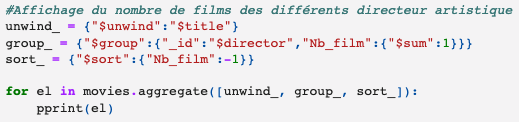 #Affichage du nombre de films des différents directeur artistique
unwind_ = {"$unwind":"$title"}
group_ = {"$group":{"_id":"$director","Nb_film":{"$sum":1}}}
sort_ = {"$sort":{"Nb_film":-1}}
for el in movies.aggregate([unwind_, group_, sort_]):
    pprint(el)